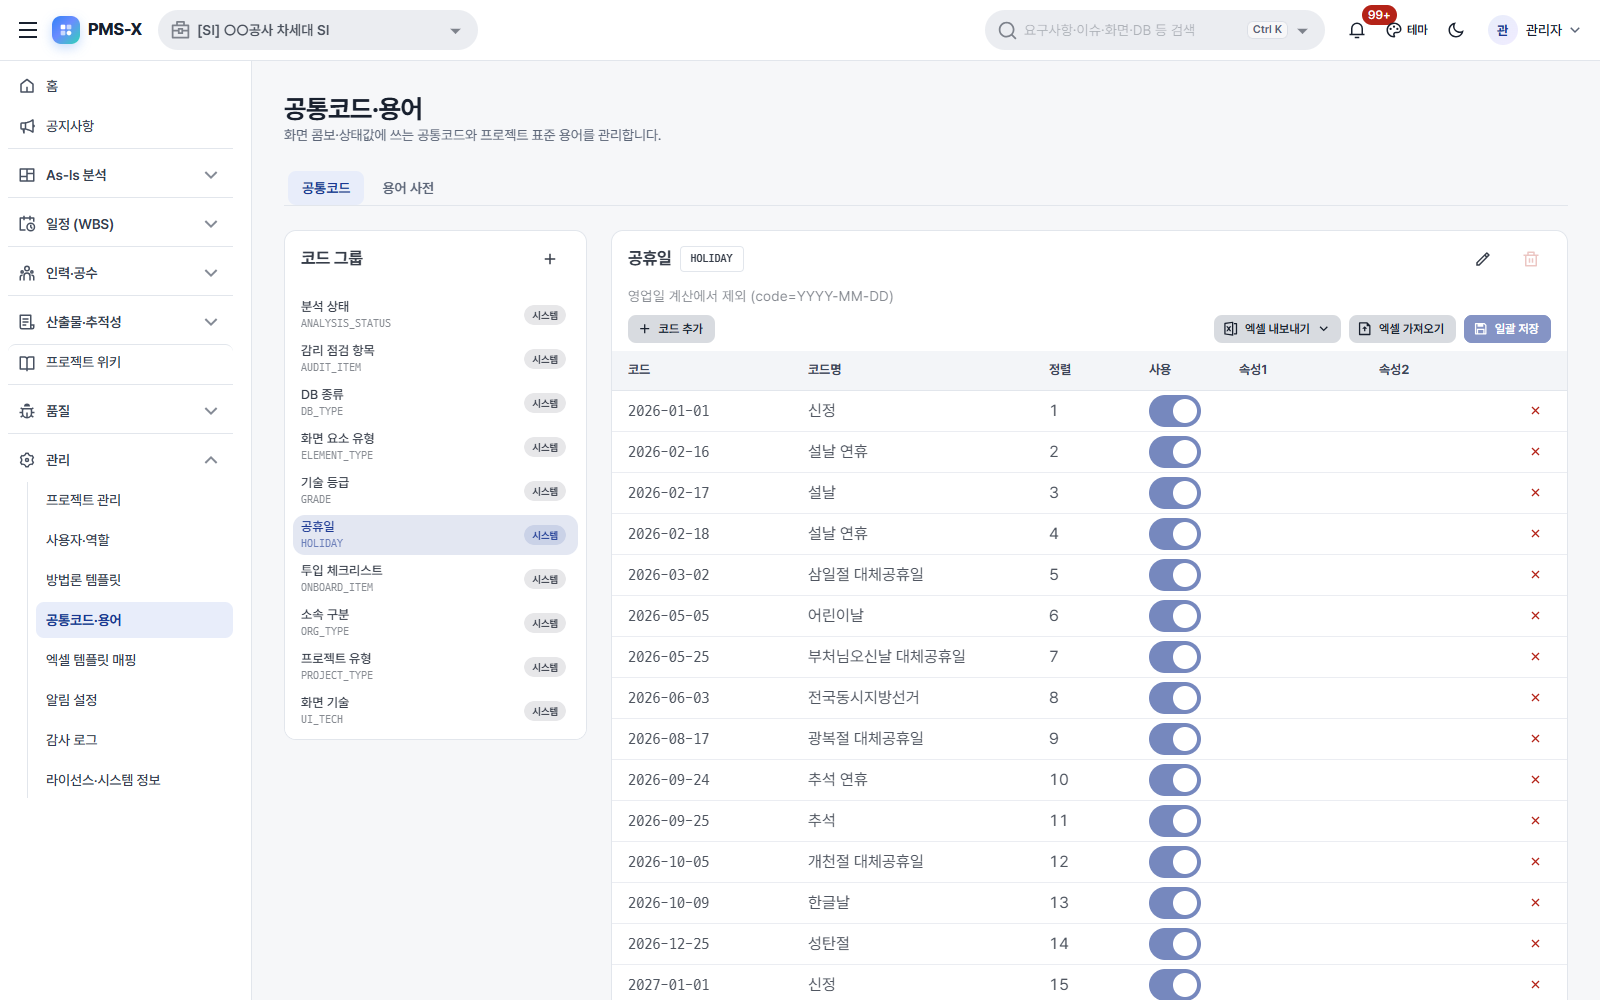 PMS-X
[SI] 〇〇공사 차세대 SI
요구사항·이슈·화면·DB 등 검색
Ctrl K
99+
테마
관
관리자
홈
공지사항
As-Is 분석
일정 (WBS)
인력·공수
산출물·추적성
프로젝트 위키
품질
관리
프로젝트 관리
사용자·역할
방법론 템플릿
공통코드·용어
엑셀 템플릿 매핑
알림 설정
감사 로그
라이선스·시스템 정보
공통코드·용어
화면 콤보·상태값에 쓰는 공통코드와 프로젝트 표준 용어를 관리합니다.
공통코드
용어 사전
코드 그룹
분석 상태
ANALYSIS_STATUS
시스템
감리 점검 항목
AUDIT_ITEM
시스템
DB 종류
DB_TYPE
시스템
화면 요소 유형
ELEMENT_TYPE
시스템
기술 등급
GRADE
시스템
공휴일
HOLIDAY
시스템
투입 체크리스트
ONBOARD_ITEM
시스템
소속 구분
ORG_TYPE
시스템
프로젝트 유형
PROJECT_TYPE
시스템
화면 기술
UI_TECH
시스템
공휴일 HOLIDAY
영업일 계산에서 제외 (code=YYYY-MM-DD)
코드 추가
엑셀 내보내기
엑셀 가져오기
일괄 저장
코드 코드명 정렬 사용 속성1 속성2
2026-01-01 신정 1
2026-02-16 설날 연휴 2
2026-02-17 설날 3
2026-02-18 설날 연휴 4
2026-03-02 삼일절 대체공휴일 5
2026-05-05 어린이날 6
2026-05-25 부처님오신날 대체공휴일 7
2026-06-03 전국동시지방선거 8
2026-08-17 광복절 대체공휴일 9
2026-09-24 추석 연휴 10
2026-09-25 추석 11
2026-10-05 개천절 대체공휴일 12
2026-10-09 한글날 13
2026-12-25 성탄절 14
2027-01-01 신정 15